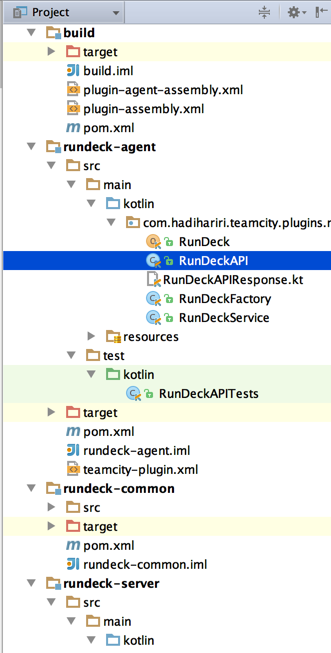 Project
build
target
build.iml
plugin-agent-assembly.xml
plugin-assembly.xml
pom.xml
rundeck-agent
src
main
kotlin
com.hadihariri.teamcity.plugins.r
RunDeck
RunDeckAPI
RunDeckAPIResponse.kt
RunDeckFactory
RunDeckService
resources
test
kotlin
RunDeckAPITests
target
pom.xml
rundeck-agent.iml
teamcity-plugin.xml
rundeck-common
src
target
pom.xml
rundeck-common.iml
rundeck-server
src
main
kotlin